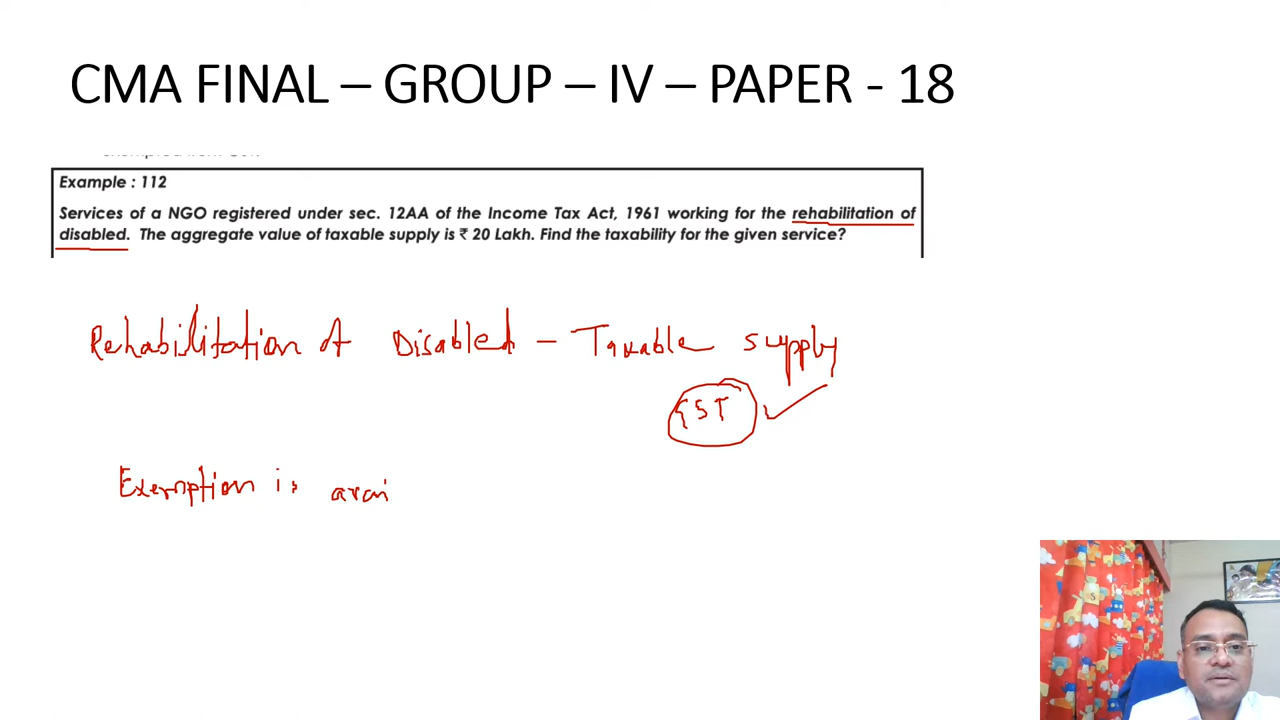 CMA FINAL – GROUP – IV – PAPER - 18
Example : 112
Services of a NGO registered under sec. 12AA of the Income Tax Act, 1961 working for the rehabilitation of
disabled. The aggregate value of taxable supply is ₹ 20 Lakh. Find the taxability for the given service?
Rehabilitation of Disabled – Taxable supply
GST
Exemption is avai